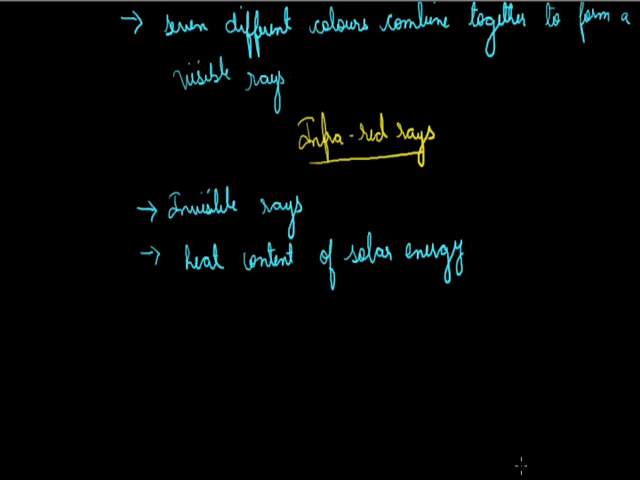 → seven different colours combine together to form a
visible rays
Infra-red rays
→ Invisible rays
→ heat content of solar energy